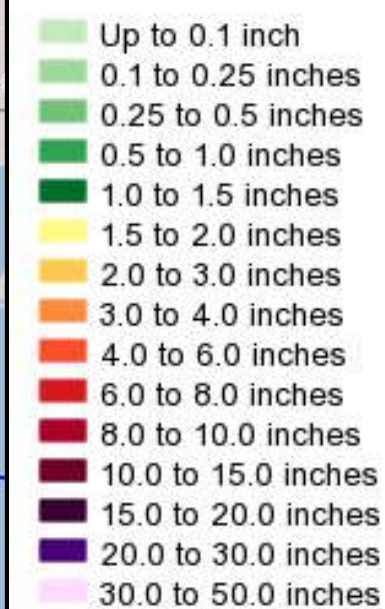 Up to 0.1 inch
0.1 to 0.25 inches
0.25 to 0.5 inches
0.5 to 1.0 inches
1.0 to 1.5 inches
1.5 to 2.0 inches
2.0 to 3.0 inches
3.0 to 4.0 inches
4.0 to 6.0 inches
6.0 to 8.0 inches
8.0 to 10.0 inches
10.0 to 15.0 inches
15.0 to 20.0 inches
20.0 to 30.0 inches
30.0 to 50.0 inches